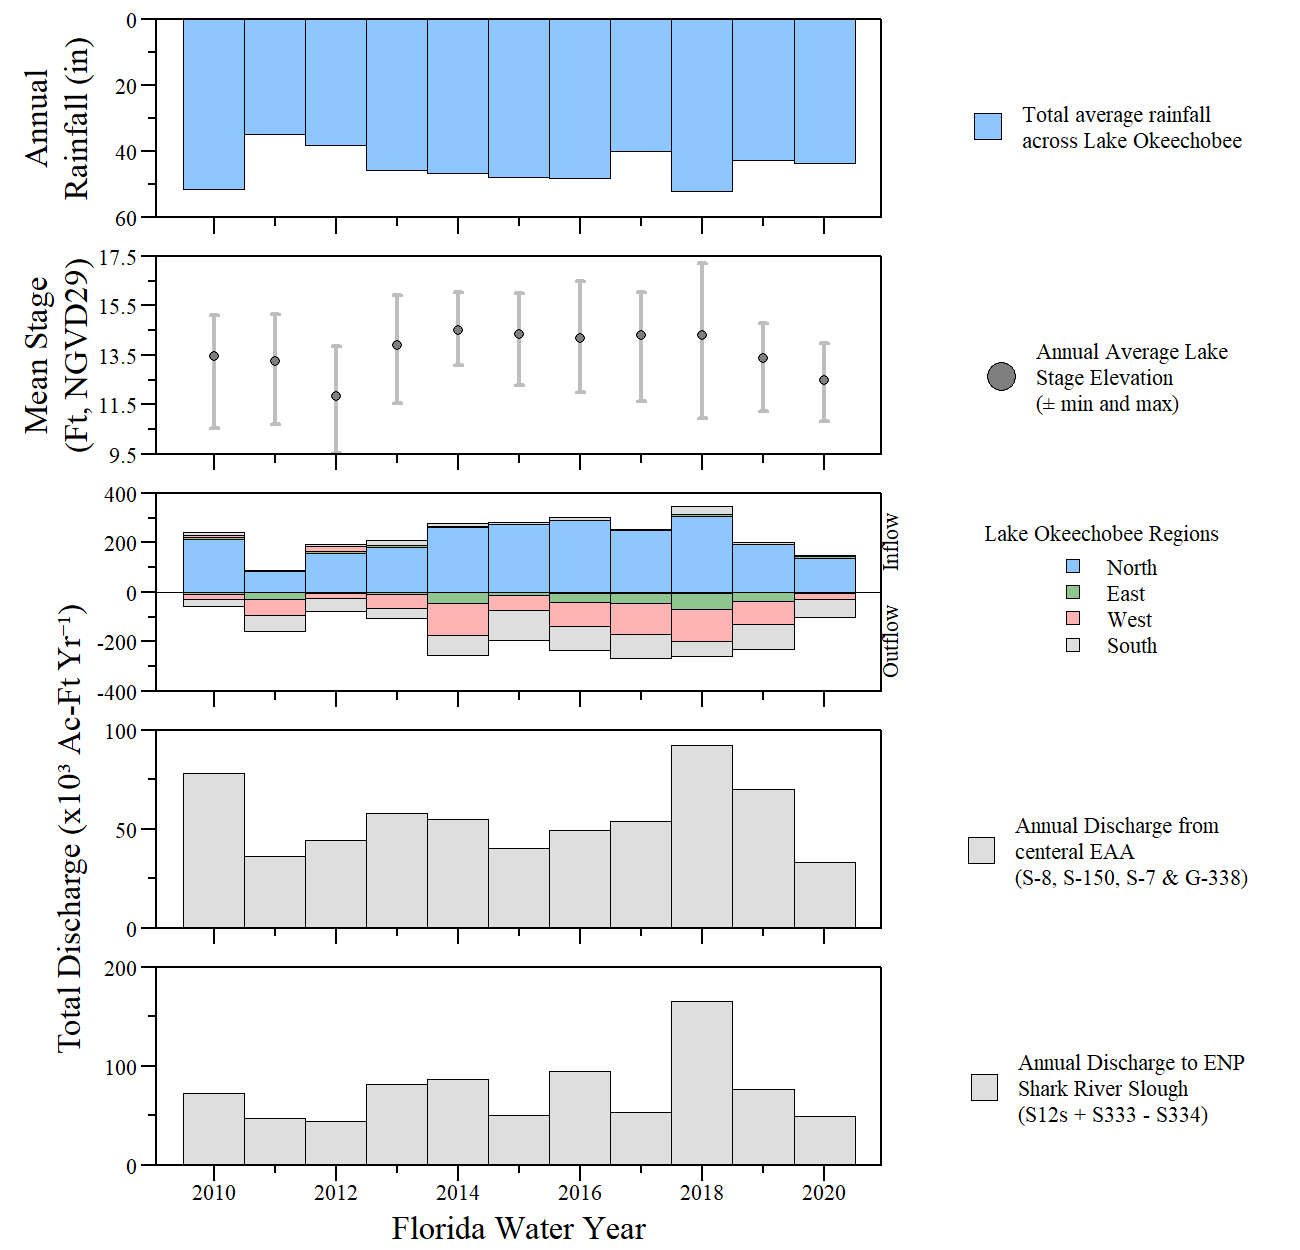 Annual
Rainfall (in)
0
20
40
60
Total average rainfall
across Lake Okeechobee
Mean Stage
(Ft, NGVD29)
17.5
15.5
13.5
11.5
9.5
Annual Average Lake
Stage Elevation
(± min and max)
Total Discharge (x10³ Ac-Ft Yr⁻¹)
400
200
0
-200
-400
Inflow
Outflow
Lake Okeechobee Regions
North
East
West
South
100
50
0
Annual Discharge from
centeral EAA
(S-8, S-150, S-7 & G-338)
200
100
0
Annual Discharge to ENP
Shark River Slough
(S12s + S333 - S334)
2010 2012 2014 2016 2018 2020
Florida Water Year